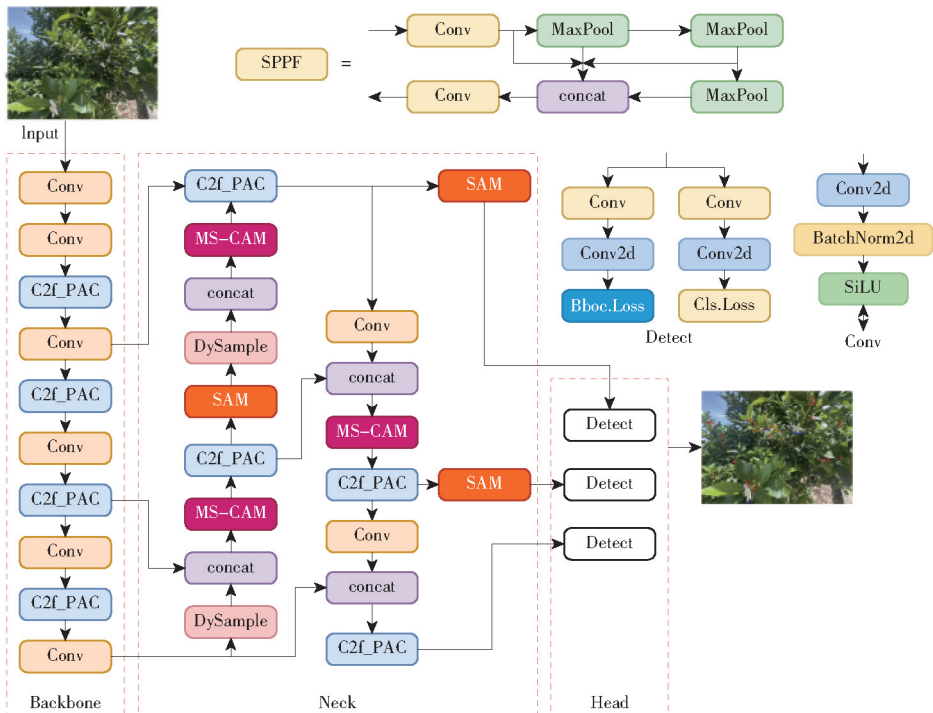 SPPF
=
Conv
MaxPool
MaxPool
Conv
concat
MaxPool
Input
Conv
Conv
C2f_PAC
Conv
C2f_PAC
Conv
C2f_PAC
Conv
C2f_PAC
Conv
Backbone
C2f_PAC
MS-CAM
concat
DySample
SAM
C2f_PAC
MS-CAM
concat
DySample
SAM
Conv
concat
MS-CAM
C2f_PAC
SAM
Conv
concat
C2f_PAC
Neck
Conv
Conv
Conv2d
Conv2d
Bboc.Loss
Cls.Loss
Detect
Conv2d
BatchNorm2d
SiLU
Conv
Detect
Detect
Detect
Head